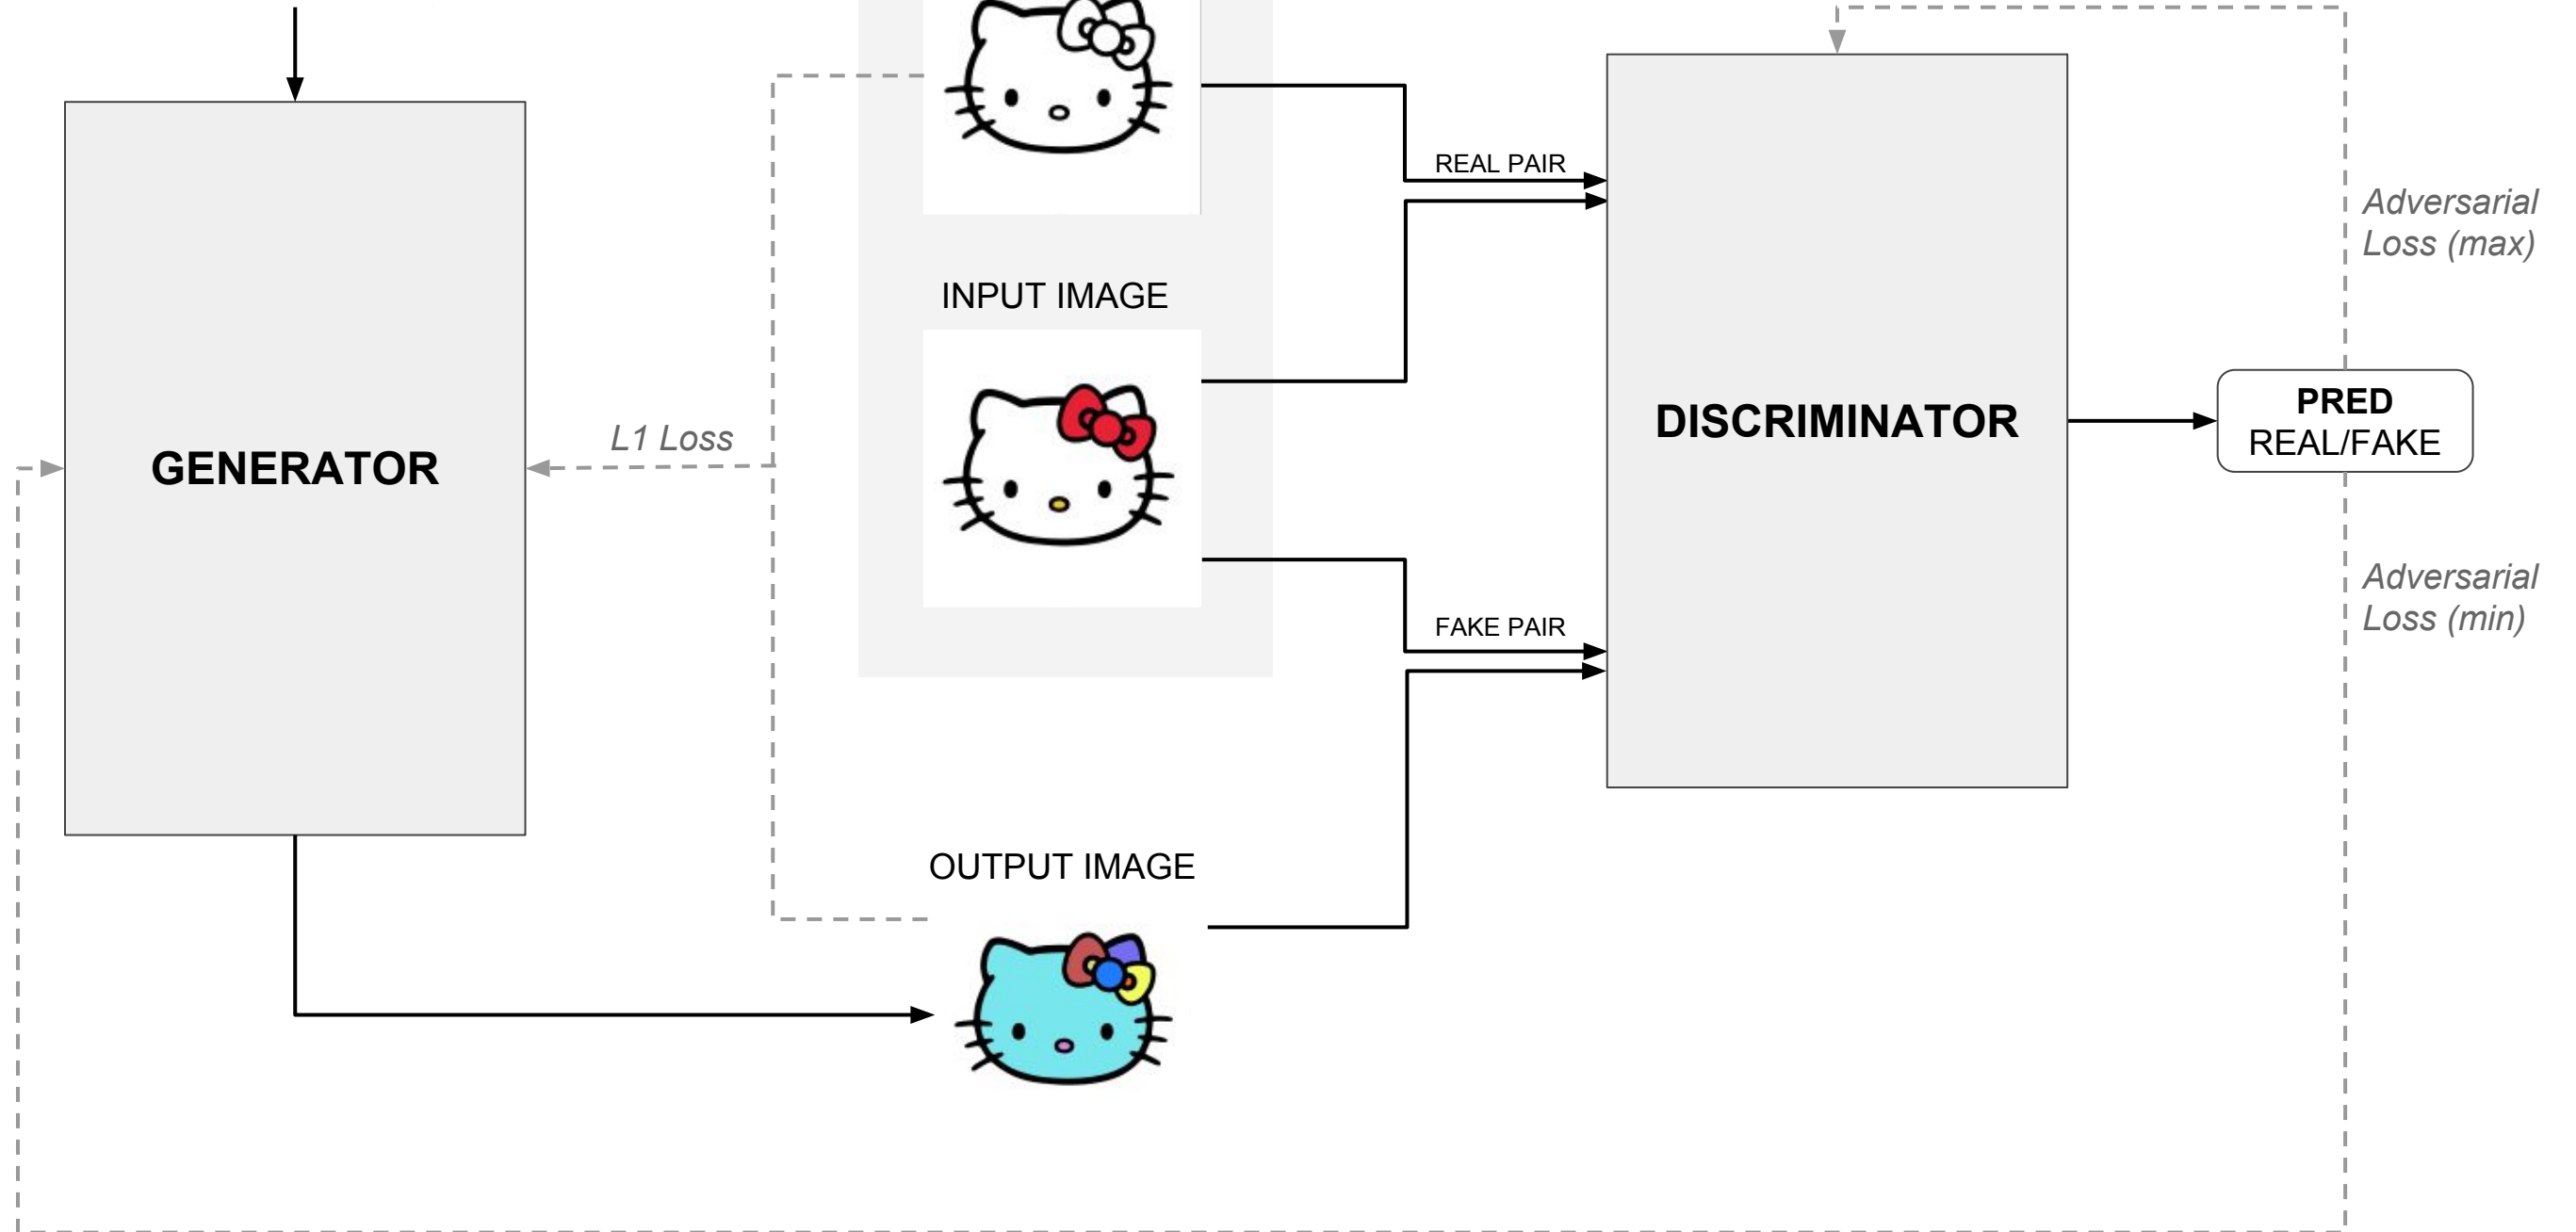 REAL PAIR
Adversarial
Loss (max)
INPUT IMAGE
GENERATOR
L1 Loss
DISCRIMINATOR
PRED
REAL/FAKE
Adversarial
Loss (min)
FAKE PAIR
OUTPUT IMAGE